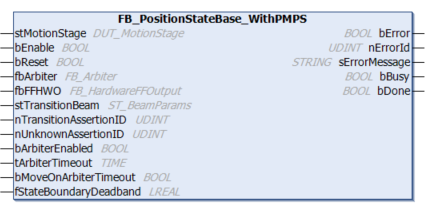 FB_PositionStateBase_WithPMPS
stMotionStage DUT_MotionStage BOOL bError
bEnable BOOL UDINT nErrorId
bReset BOOL STRING sErrorMessage
fbArbiter FB_Arbiter BOOL bBusy
fbFFHWO FB_HardwareFFOutput BOOL bDone
stTransitionBeam ST_BeamParams
nTransitionAssertionID UDINT
nUnknownAssertionID UDINT
bArbiterEnabled BOOL
tArbiterTimeout TIME
bMoveOnArbiterTimeout BOOL
fStateBoundaryDeadband LREAL